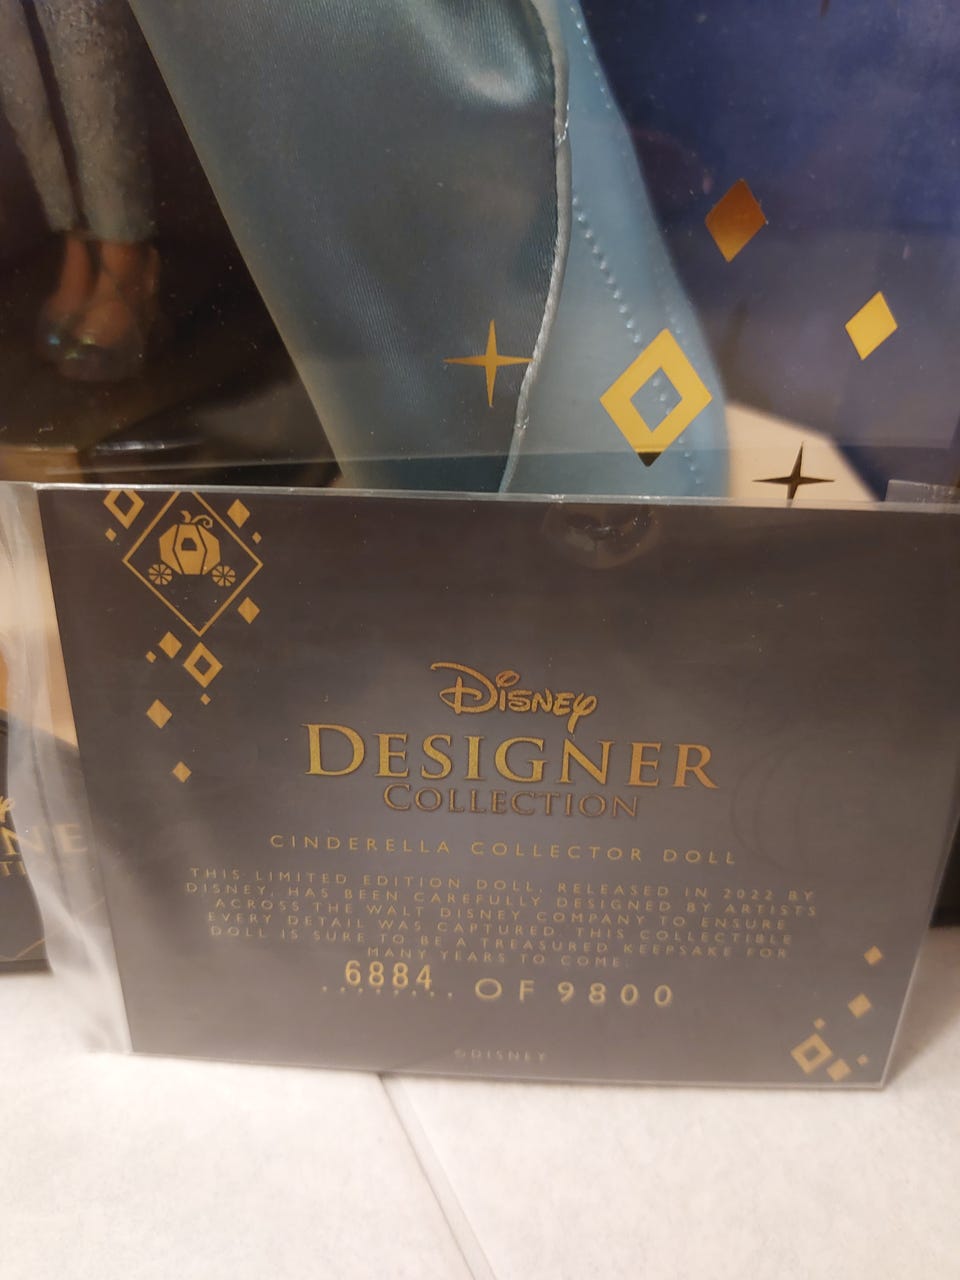 Disney
DESIGNER
COLLECTION
CINDERELLA COLLECTOR DOLL
THIS LIMITED EDITION DOLL, RELEASED IN 2022 BY
DISNEY, HAS BEEN CAREFULLY DESIGNED BY ARTISTS
ACROSS THE WALT DISNEY COMPANY TO ENSURE
EVERY DETAIL WAS CAPTURED. THIS COLLECTIBLE
DOLL IS SURE TO BE A TREASURED KEEPSAKE FOR
MANY YEARS TO COME.
6884 OF 9800
©DISNEY